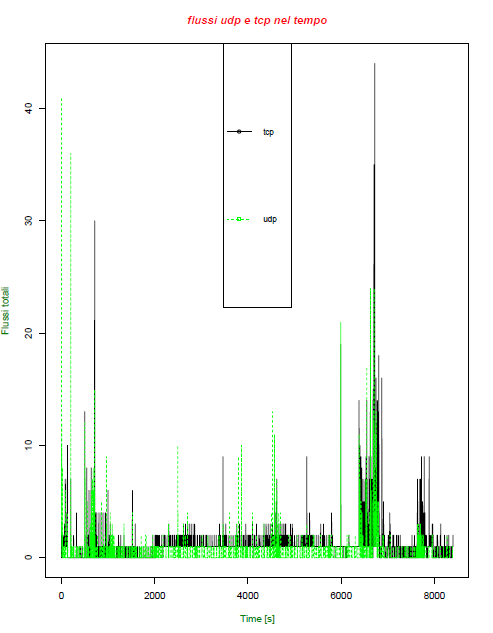 flussi udp e tcp nel tempo
tcp
udp
Flussi totali
40
30
20
10
0
0 2000 4000 6000 8000
Time [s]